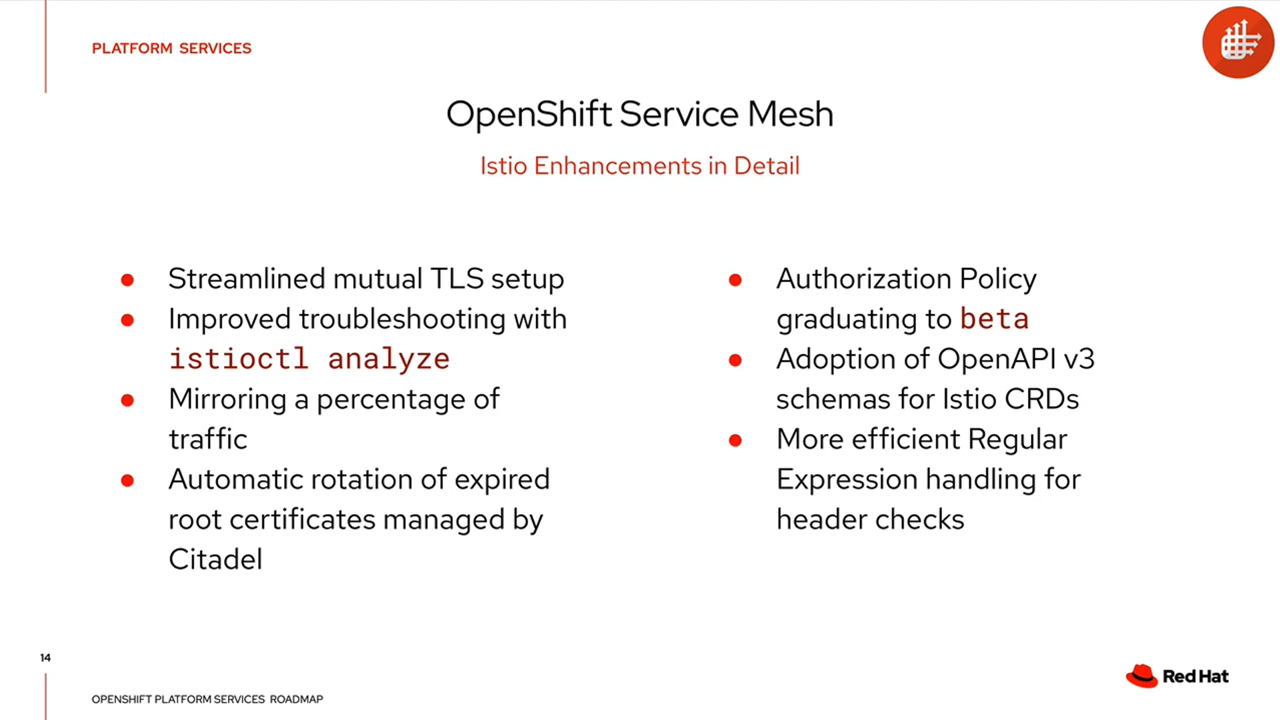 PLATFORM SERVICES
OpenShift Service Mesh
Istio Enhancements in Detail
● Streamlined mutual TLS setup
● Improved troubleshooting with
istioctl analyze
● Mirroring a percentage of
traffic
● Automatic rotation of expired
root certificates managed by
Citadel
● Authorization Policy
graduating to beta
● Adoption of OpenAPI v3
schemas for Istio CRDs
● More efficient Regular
Expression handling for
header checks
14
Red Hat
OPENSHIFT PLATFORM SERVICES ROADMAP